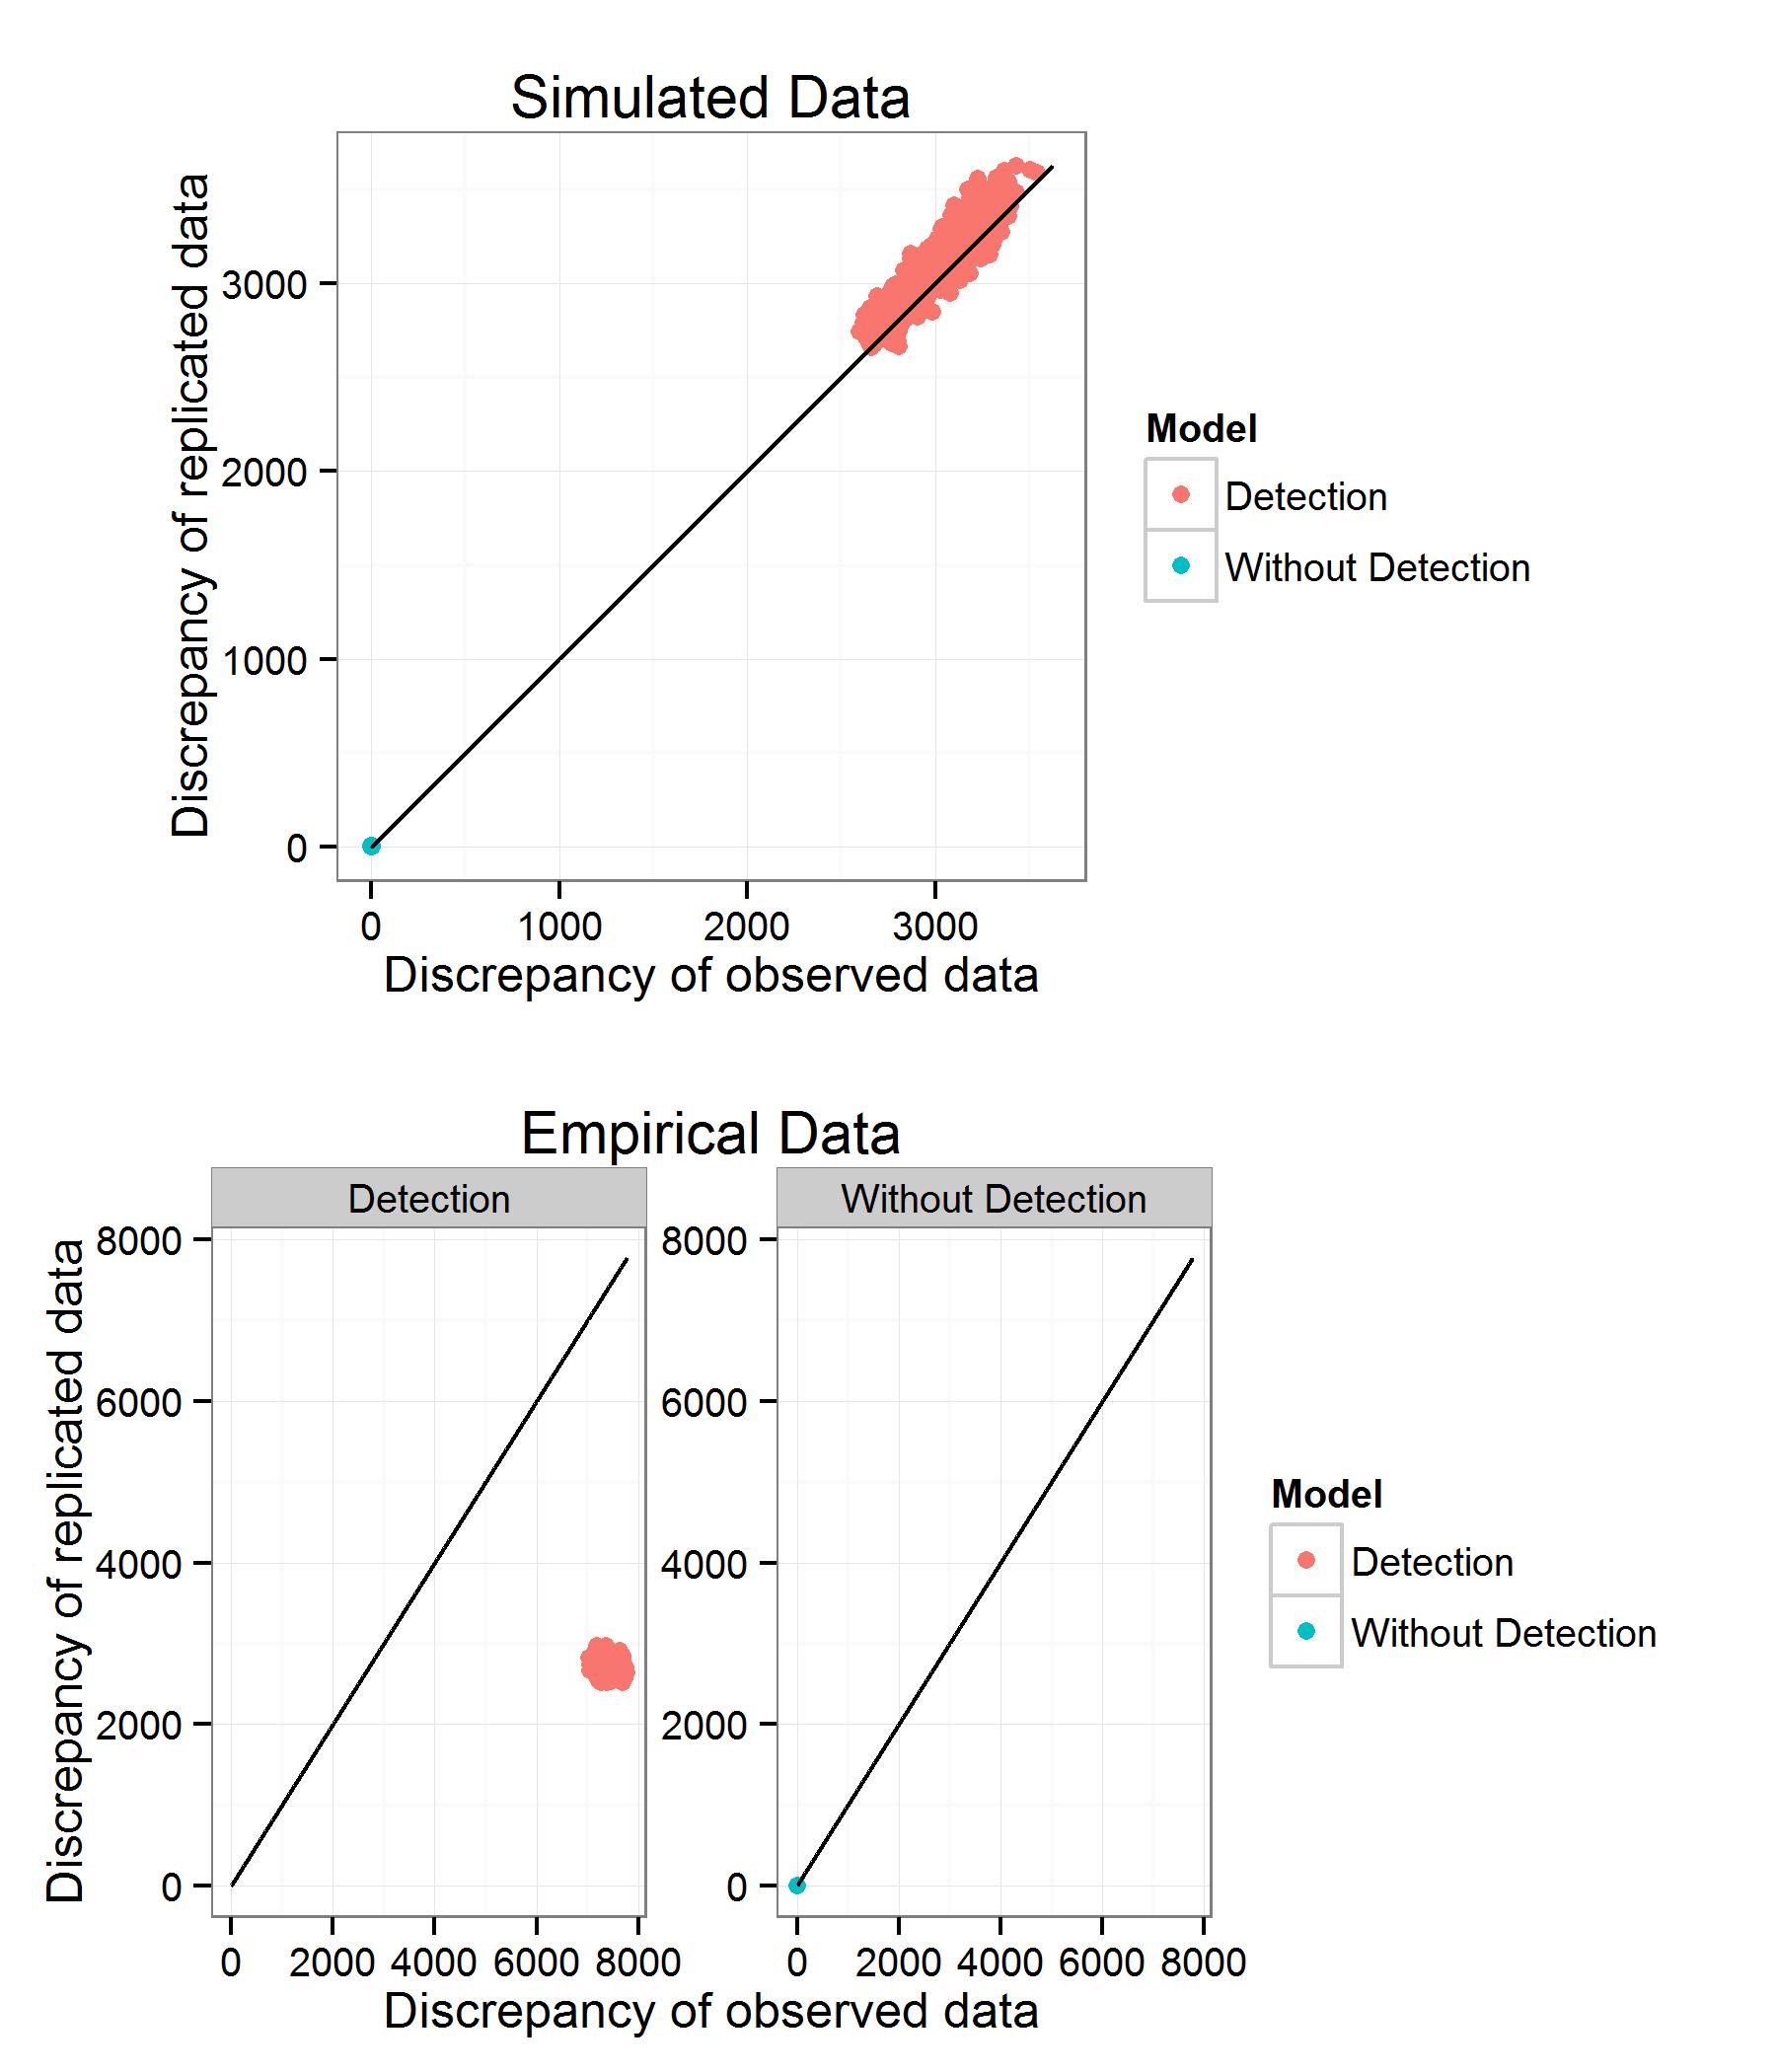 Simulated Data
Discrepancy of replicated data
3000
2000
1000
0
0 1000 2000 3000
Discrepancy of observed data
Model
Detection
Without Detection
Empirical Data
Detection
Without Detection
Discrepancy of replicated data
8000
6000
4000
2000
0
8000
6000
4000
2000
0
0 2000 4000 6000 8000
0 2000 4000 6000 8000
Discrepancy of observed data
Model
Detection
Without Detection